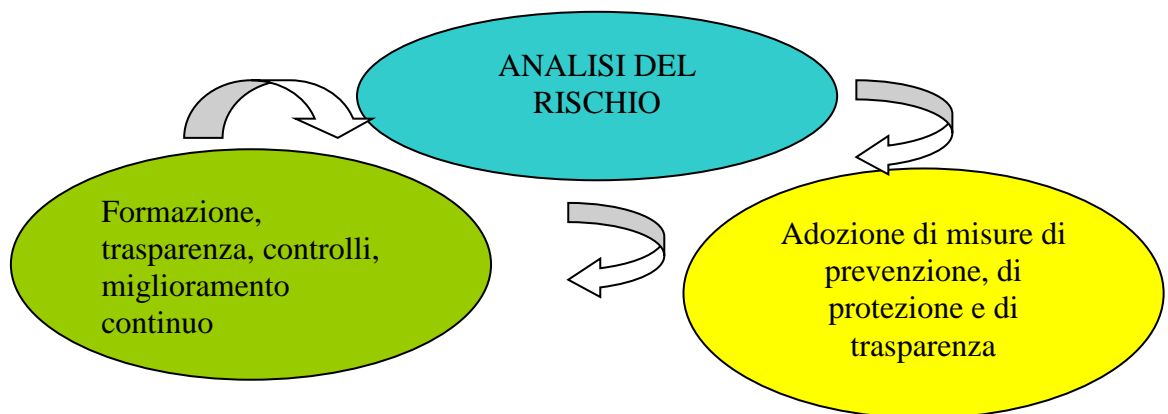 ANALISI DEL
RISCHIO
Formazione,
trasparenza, controlli,
miglioramento
continuo
Adozione di misure di
prevenzione, di
protezione e di
trasparenza